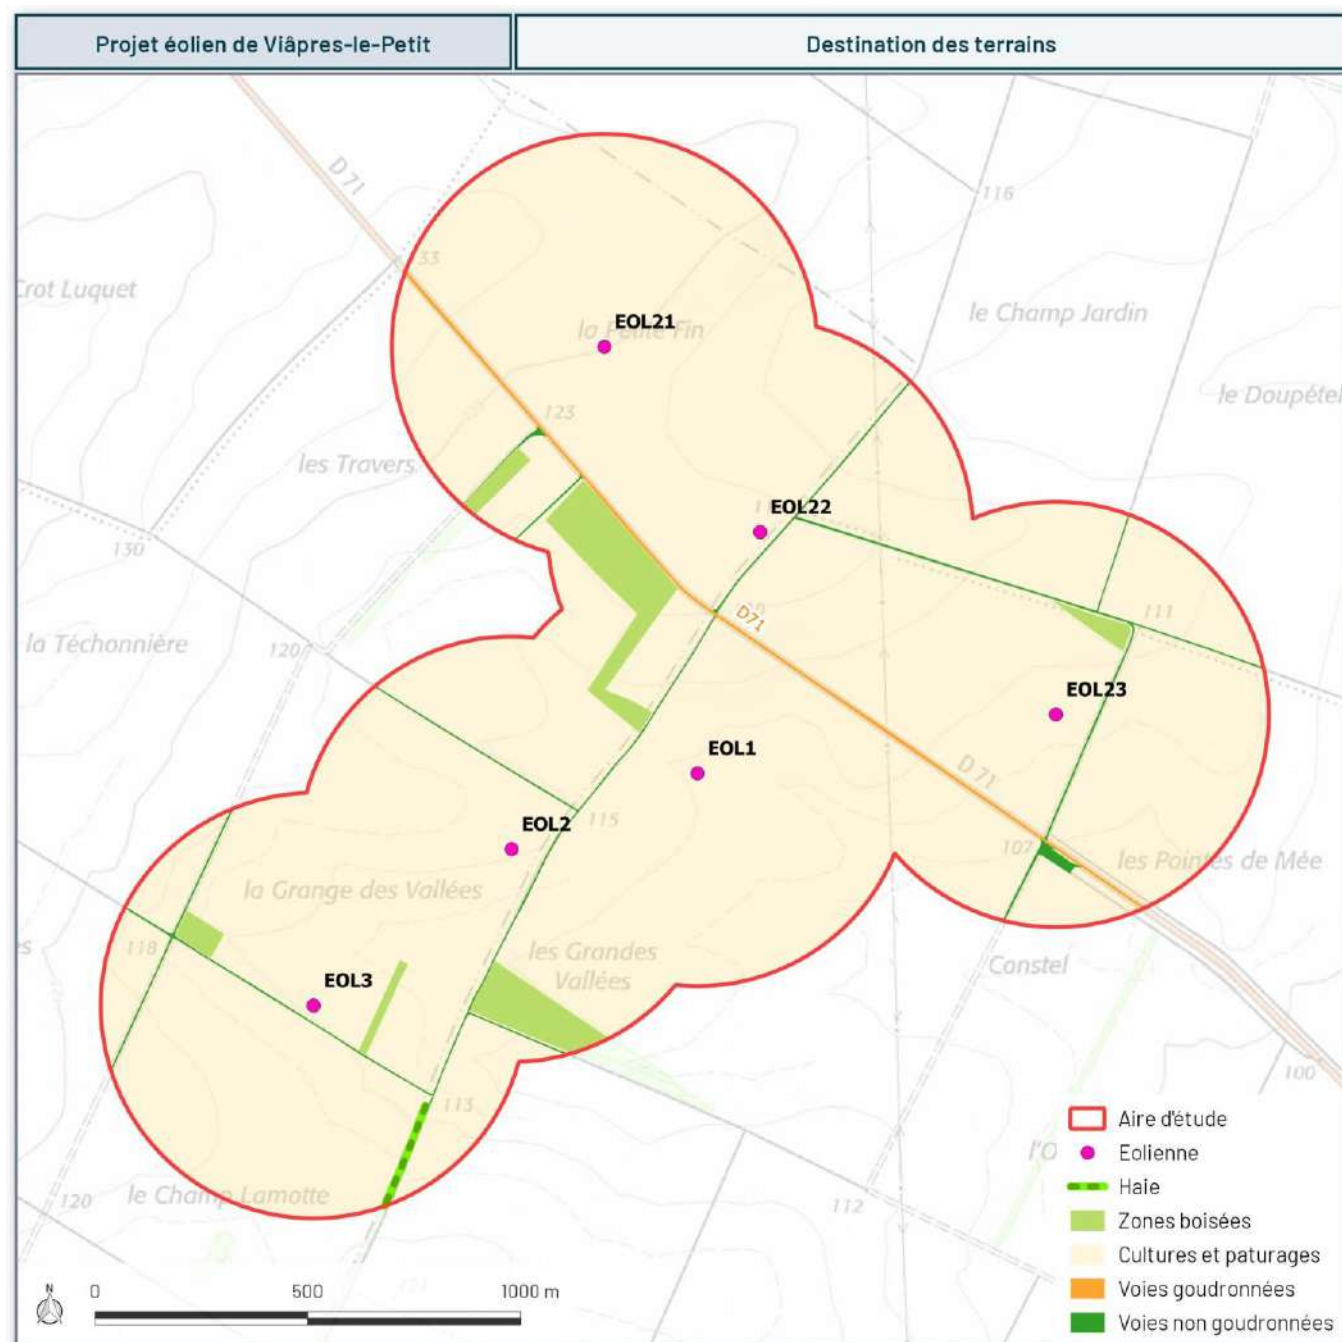 Projet éolien de Viâpres-le-Petit
Destination des terrains
D 71
116
133
Crot Luquet
le Champ Jardin
EOL21
la Petite Fin
le Doupétel
123
les Travers
EOL22
130
D71
111
la Téchonnière
120
EOL23
EOL1
D 71
EOL2
115
107
les Pointes de Mée
la Grange des Vallées
118
les Grandes
Vallées
Constel
EOL3
100
113
Aire d'étude
l'O
Eolienne
Haie
120
le Champ Lamotte
112
Zones boisées
Cultures et paturages
Voies goudronnées
Voies non goudronnées
N
0
500
1000 m